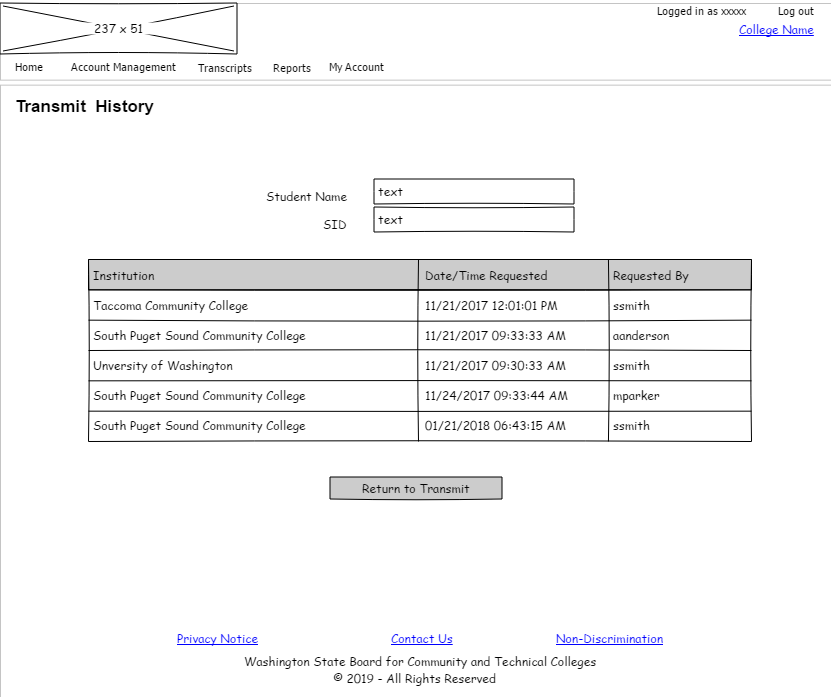 237 x 51
Logged in as xxxxx Log out
College Name
Home Account Management Transcripts Reports My Account
Transmit History
Student Name text
SID text
Institution Date/Time Requested Requested By
Taccoma Community College 11/21/2017 12:01:01 PM ssmith
South Puget Sound Community College 11/21/2017 09:33:33 AM aanderson
Unversity of Washington 11/21/2017 09:30:33 AM ssmith
South Puget Sound Community College 11/24/2017 09:33:44 AM mparker
South Puget Sound Community College 01/21/2018 06:43:15 AM ssmith
Return to Transmit
Privacy Notice Contact Us Non-Discrimination
Washington State Board for Community and Technical Colleges
© 2019 - All Rights Reserved